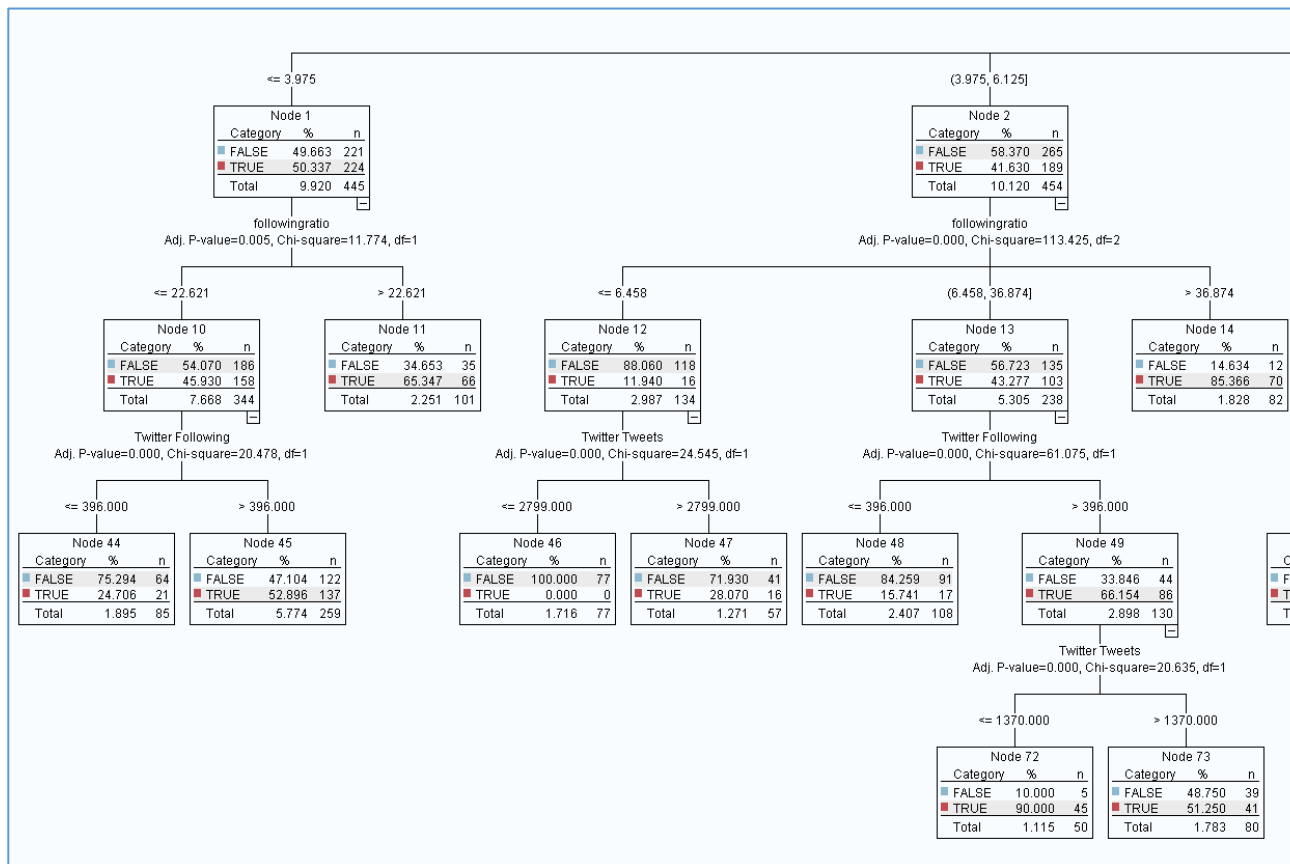 <= 3.975
(3.975, 6.125]
Node 1
Category % n
FALSE 49.663 221
TRUE 50.337 224
Total 9.920 445
Node 2
Category % n
FALSE 58.370 265
TRUE 41.630 189
Total 10.120 454
followingratio
Adj. P-value=0.005, Chi-square=11.774, df=1
followingratio
Adj. P-value=0.000, Chi-square=113.425, df=2
<= 22.621
> 22.621
<= 6.458
(6.458, 36.874]
> 36.874
Node 10
Category % n
FALSE 54.070 186
TRUE 45.930 158
Total 7.668 344
Node 11
Category % n
FALSE 34.653 35
TRUE 65.347 66
Total 2.251 101
Node 12
Category % n
FALSE 88.060 118
TRUE 11.940 16
Total 2.987 134
Node 13
Category % n
FALSE 56.723 135
TRUE 43.277 103
Total 5.305 238
Node 14
Category % n
FALSE 14.634 12
TRUE 85.366 70
Total 1.828 82
Twitter Following
Adj. P-value=0.000, Chi-square=20.478, df=1
Twitter Tweets
Adj. P-value=0.000, Chi-square=24.545, df=1
Twitter Following
Adj. P-value=0.000, Chi-square=61.075, df=1
<= 396.000
> 396.000
<= 2799.000
> 2799.000
<= 396.000
> 396.000
Node 44
Category % n
FALSE 75.294 64
TRUE 24.706 21
Total 1.895 85
Node 45
Category % n
FALSE 47.104 122
TRUE 52.896 137
Total 5.774 259
Node 46
Category % n
FALSE 100.000 77
TRUE 0.000 0
Total 1.716 77
Node 47
Category % n
FALSE 71.930 41
TRUE 28.070 16
Total 1.271 57
Node 48
Category % n
FALSE 84.259 91
TRUE 15.741 17
Total 2.407 108
Node 49
Category % n
FALSE 33.846 44
TRUE 66.154 86
Total 2.898 130
Twitter Tweets
Adj. P-value=0.000, Chi-square=20.635, df=1
<= 1370.000
> 1370.000
Node 72
Category % n
FALSE 10.000 5
TRUE 90.000 45
Total 1.115 50
Node 73
Category % n
FALSE 48.750 39
TRUE 51.250 41
Total 1.783 80